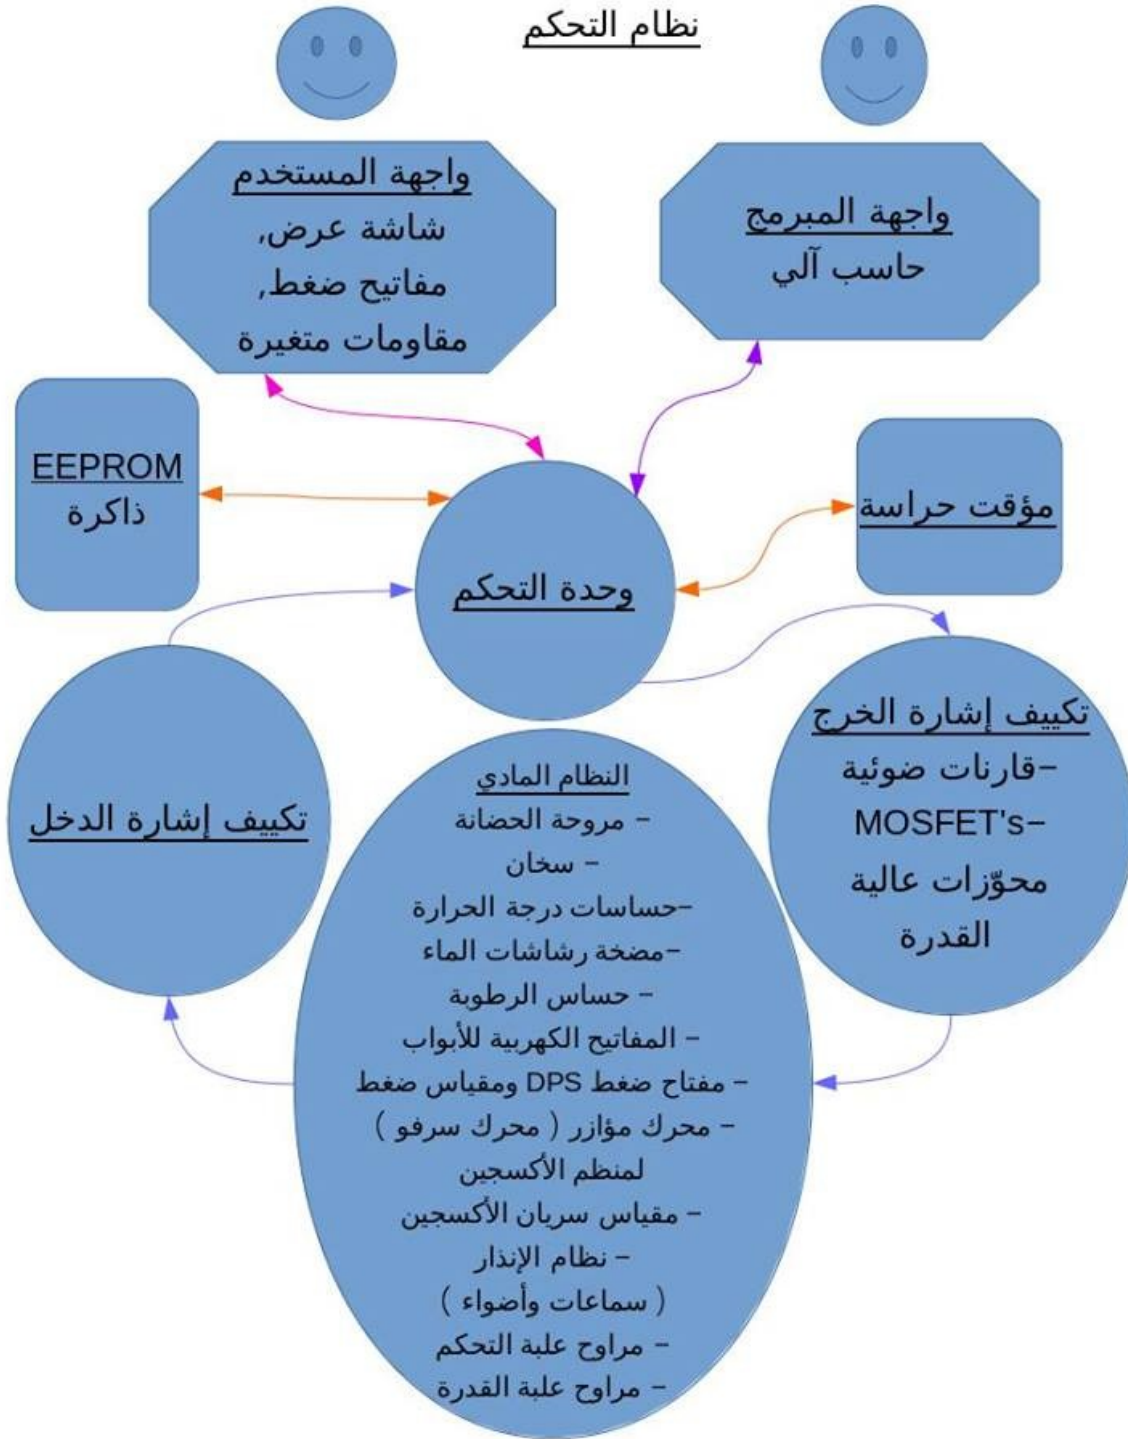 نظام التحكم
واجهة المستخدم
شاشة عرض,
مفاتيح ضغط,
مقاومات متغيرة
واجهة المبرمج
حاسب آلي
EEPROM
ذاكرة
مؤقت حراسة
وحدة التحكم
تكييف إشارة الخرج
-قارنات ضوئية
-MOSFET's
محوّزات عالية
القدرة
تكييف إشارة الدخل
النظام المادي
- مروحة الحضانة
- سخان
-حساسات درجة الحرارة
-مضخة رشاشات الماء
- حساس الرطوبة
- المفاتيح الكهربية للأبواب
- مفتاح ضغط DPS ومقياس ضغط
- محرك مؤازر ( محرك سرفو )
لمنظم الأكسجين
- مقياس سريان الأكسجين
- نظام الإنذار
( سماعات وأضواء )
- مراوح علبة التحكم
- مراوح علبة القدرة